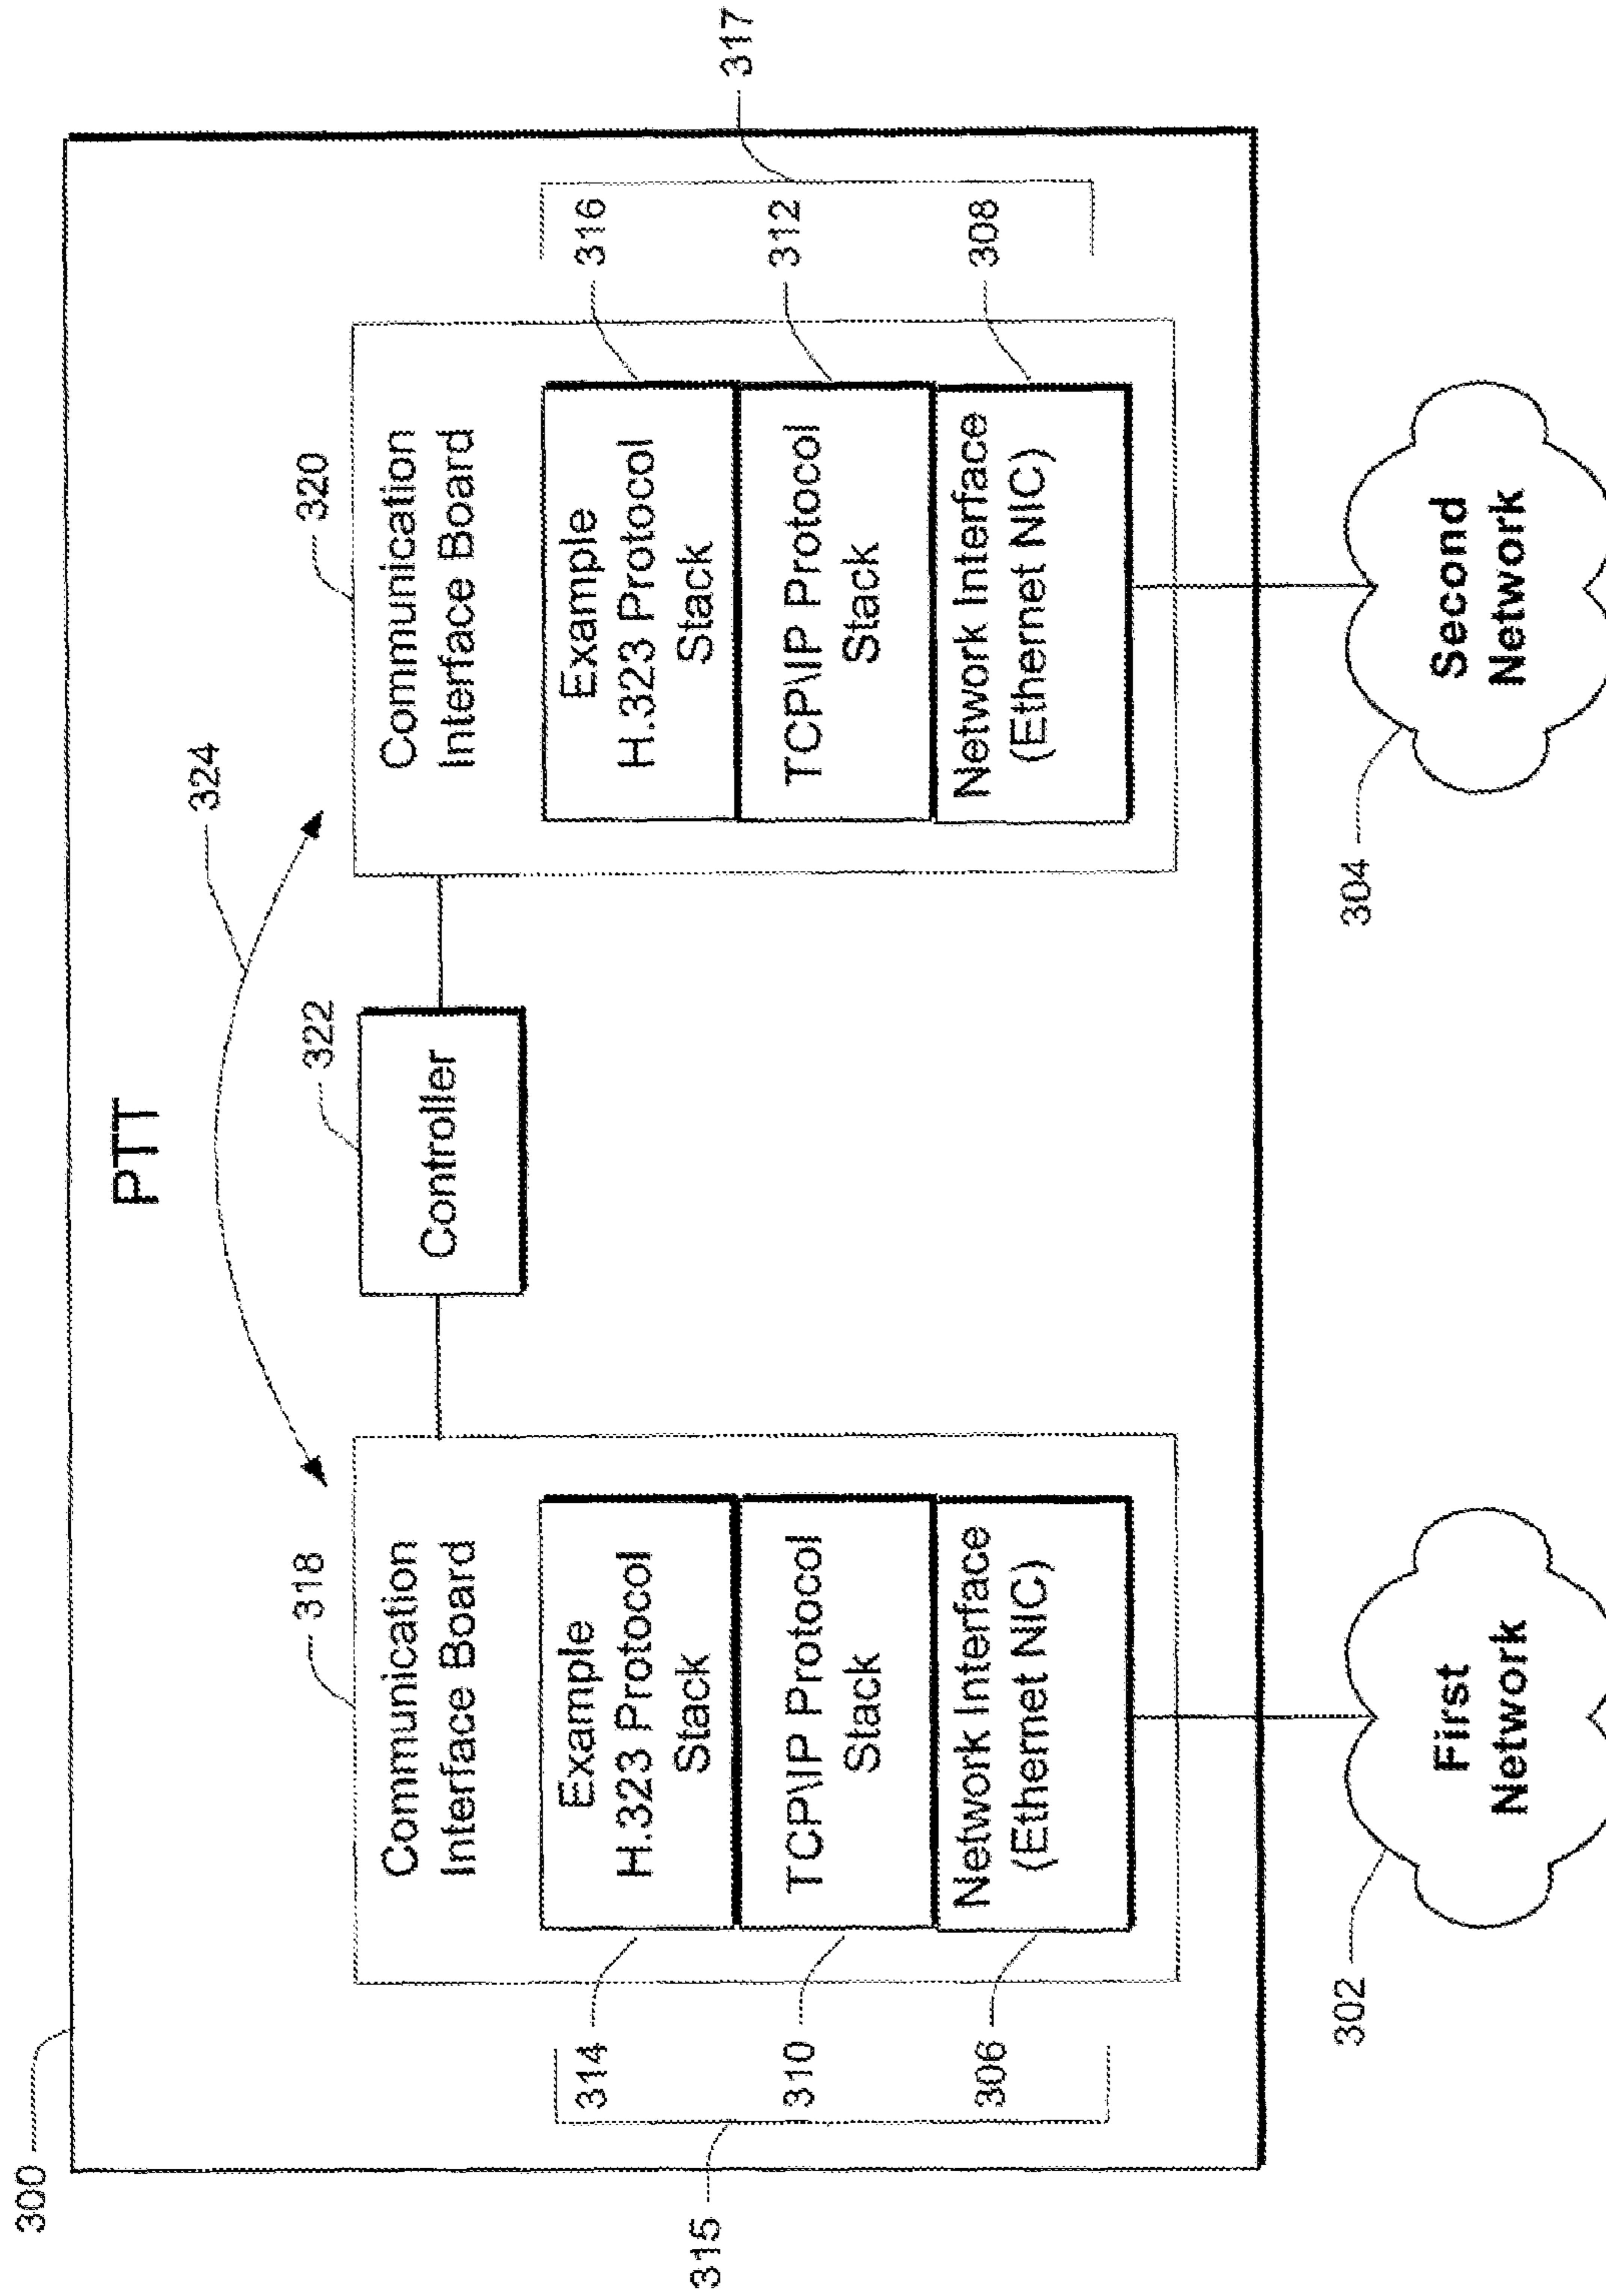 300
PTT
324
318
322
320
Communication
Interface Board
Controller
Communication
Interface Board
315
314
Example
H.323 Protocol
Stack
Example
H.323 Protocol
Stack
316
317
310
TCP\IP Protocol
Stack
TCP\IP Protocol
Stack
312
306
Network Interface
(Ethernet NIC)
Network Interface
(Ethernet NIC)
308
302
First
Network
304
Second
Network